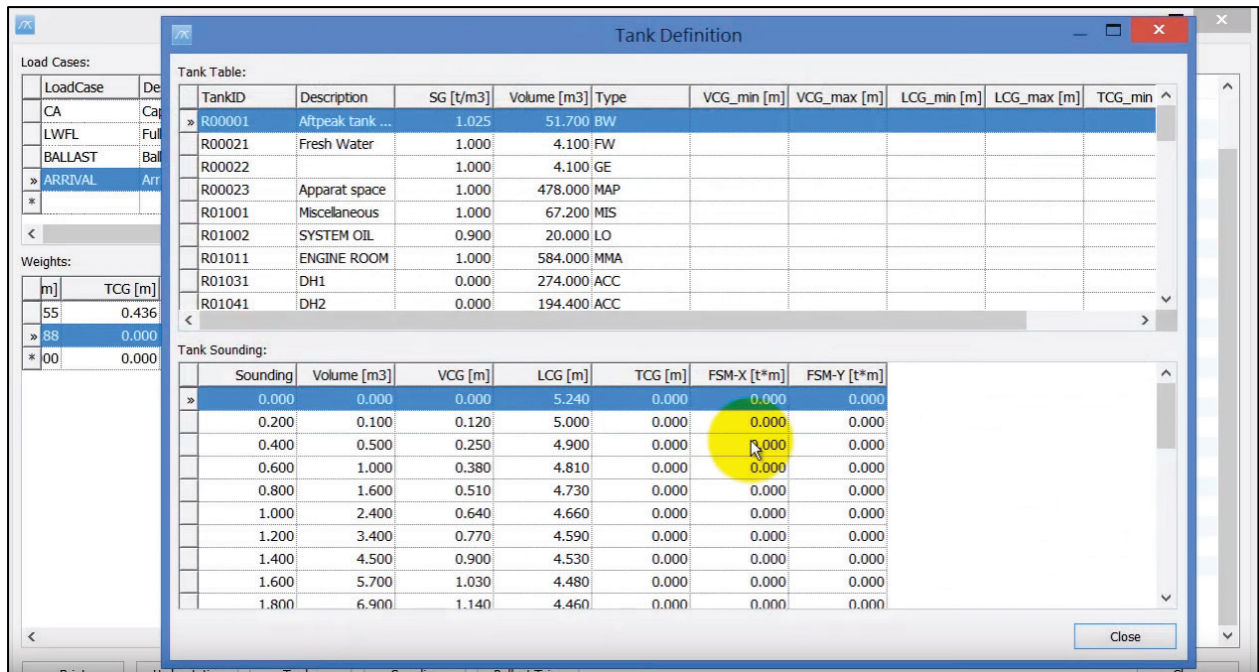 Tank Definition
Load Cases:
LoadCase De
CA Cap
LWFL Full
BALLAST Ball
» ARRIVAL Arr
*
Weights:
m] TCG [m]
55 0.436
» 88 0.000
* 00 0.000
Tank Table:
TankID Description SG [t/m3] Volume [m3] Type VCG_min [m] VCG_max [m] LCG_min [m] LCG_max [m] TCG_min
» R00001 Aftpeak tank ... 1.025 51.700 BW
R00021 Fresh Water 1.000 4.100 FW
R00022 1.000 4.100 GE
R00023 Apparat space 1.000 478.000 MAP
R01001 Miscellaneous 1.000 67.200 MIS
R01002 SYSTEM OIL 0.900 20.000 LO
R01011 ENGINE ROOM 1.000 584.000 MMA
R01031 DH1 0.000 274.000 ACC
R01041 DH2 0.000 194.400 ACC
Tank Sounding:
Sounding Volume [m3] VCG [m] LCG [m] TCG [m] FSM-X [t*m] FSM-Y [t*m]
» 0.000 0.000 0.000 5.240 0.000 0.000 0.000
0.200 0.100 0.120 5.000 0.000 0.000 0.000
0.400 0.500 0.250 4.900 0.000 0.000 0.000
0.600 1.000 0.380 4.810 0.000 0.000 0.000
0.800 1.600 0.510 4.730 0.000 0.000 0.000
1.000 2.400 0.640 4.660 0.000 0.000 0.000
1.200 3.400 0.770 4.590 0.000 0.000 0.000
1.400 4.500 0.900 4.530 0.000 0.000 0.000
1.600 5.700 1.030 4.480 0.000 0.000 0.000
1.800 6.900 1.140 4.460 0.000 0.000 0.000
Close